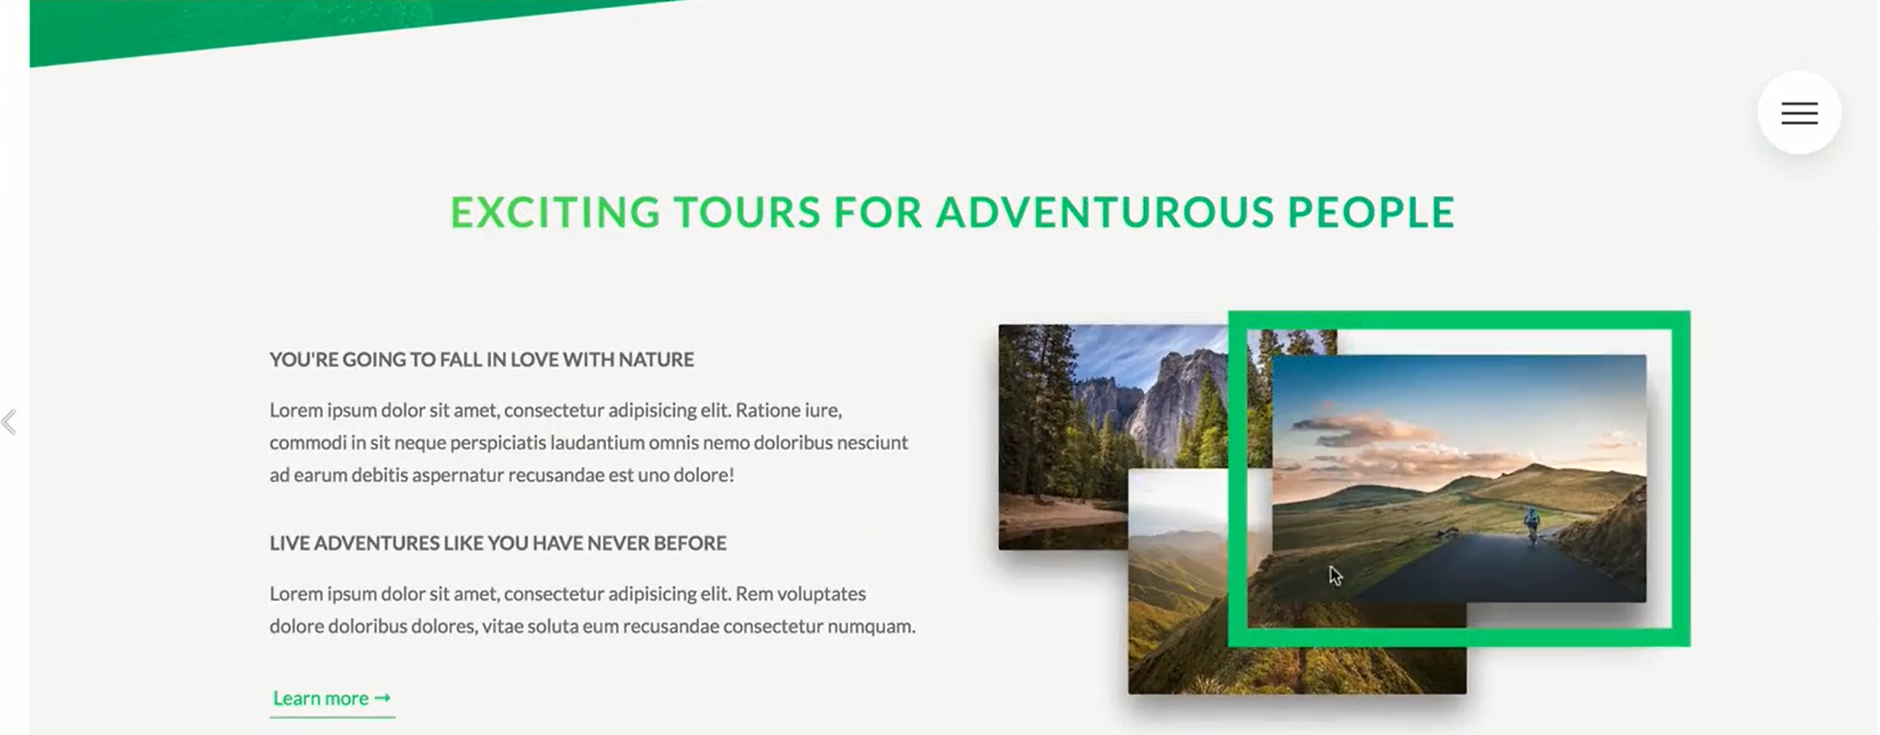 EXCITING TOURS FOR ADVENTUROUS PEOPLE
YOU'RE GOING TO FALL IN LOVE WITH NATURE
Lorem ipsum dolor sit amet, consectetur adipisicing elit. Ratione iure,
commodi in sit neque perspiciatis laudantium omnis nemo doloribus nesciunt
ad earum debitis aspernatur recusandae est uno dolore!
LIVE ADVENTURES LIKE YOU HAVE NEVER BEFORE
Lorem ipsum dolor sit amet, consectetur adipisicing elit. Rem voluptates
dolore doloribus dolores, vitae soluta eum recusandae consectetur numquam.
Learn more →